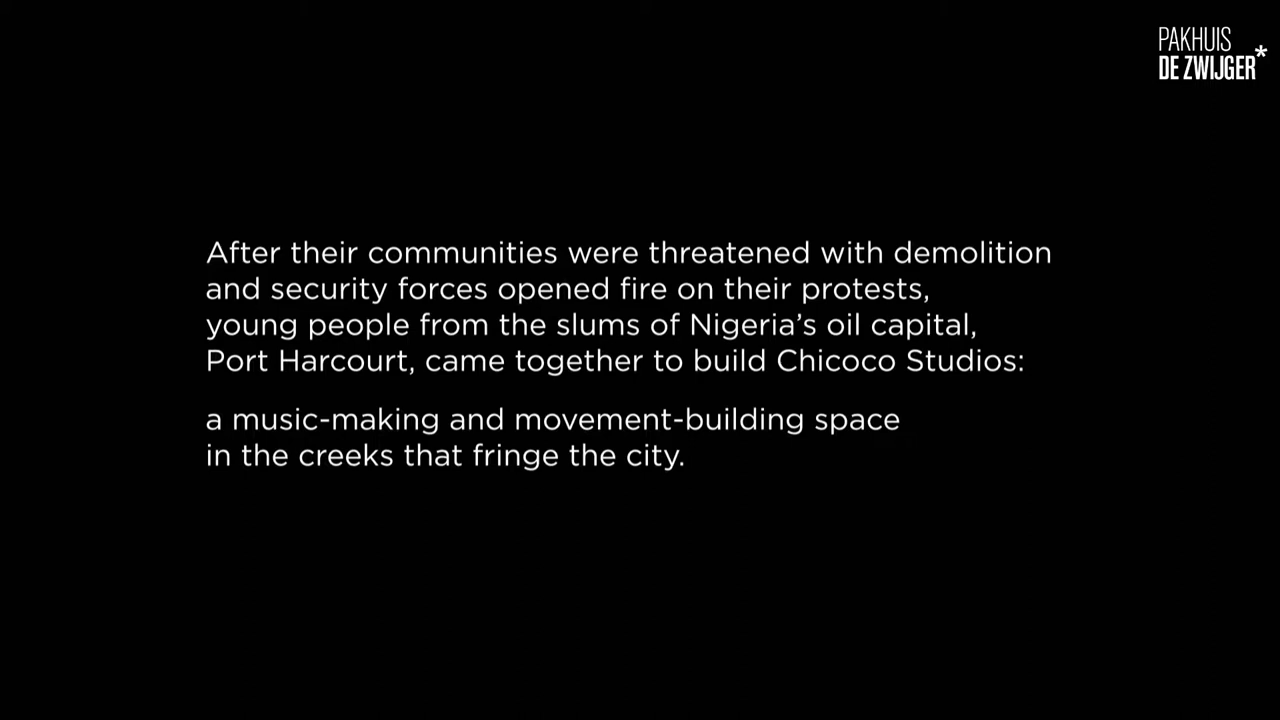 PAKHUIS
DE ZWIJGER*
After their communities were threatened with demolition
and security forces opened fire on their protests,
young people from the slums of Nigeria’s oil capital,
Port Harcourt, came together to build Chicoco Studios:
a music-making and movement-building space
in the creeks that fringe the city.